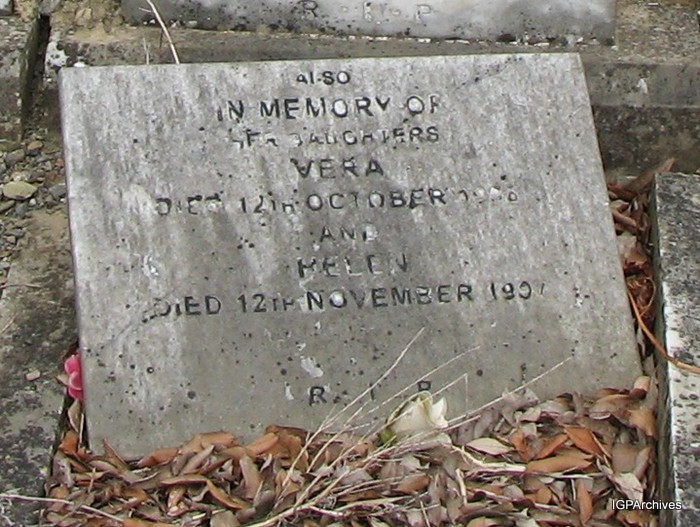 R · I · P
ALSO
IN MEMORY OF
HER DAUGHTERS
VERA
DIED 12TH OCTOBER
AND
HELEN
DIED 12TH NOVEMBER
R · I · P
IGPArchives